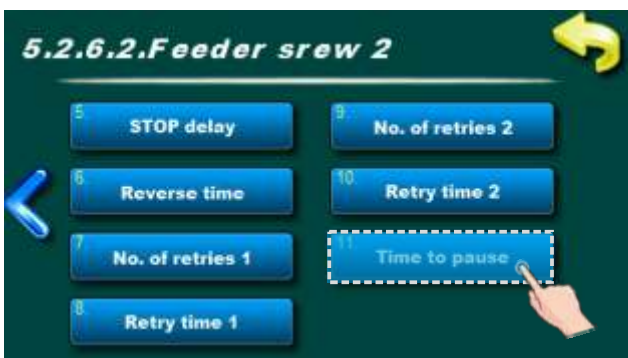 5.2.6.2.Feeder srew 2
5.
STOP delay
6.
Reverse time
7
No. of retries 1
8.
Retry time 1
9.
No. of retries 2
10.
Retry time 2
11
Time to pause